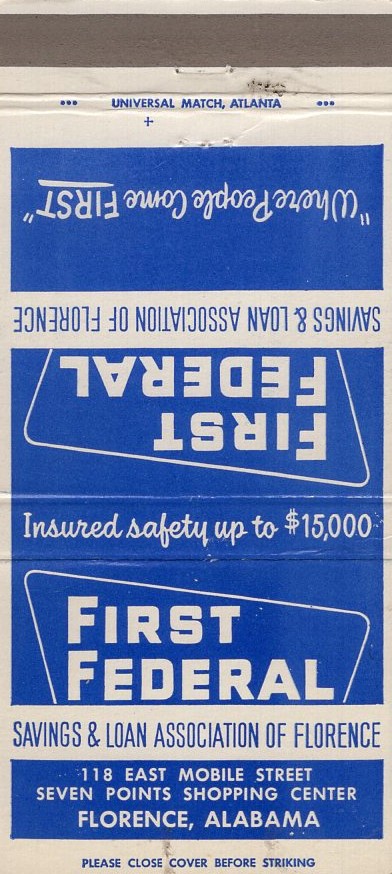 ••• UNIVERSAL MATCH, ATLANTA •••
+
"Where People Come FIRST"
SAVINGS & LOAN ASSOCIATION OF FLORENCE
FIRST
FEDERAL
Insured safety up to $15,000
FIRST
FEDERAL
SAVINGS & LOAN ASSOCIATION OF FLORENCE
118 EAST MOBILE STREET
SEVEN POINTS SHOPPING CENTER
FLORENCE, ALABAMA
PLEASE CLOSE COVER BEFORE STRIKING